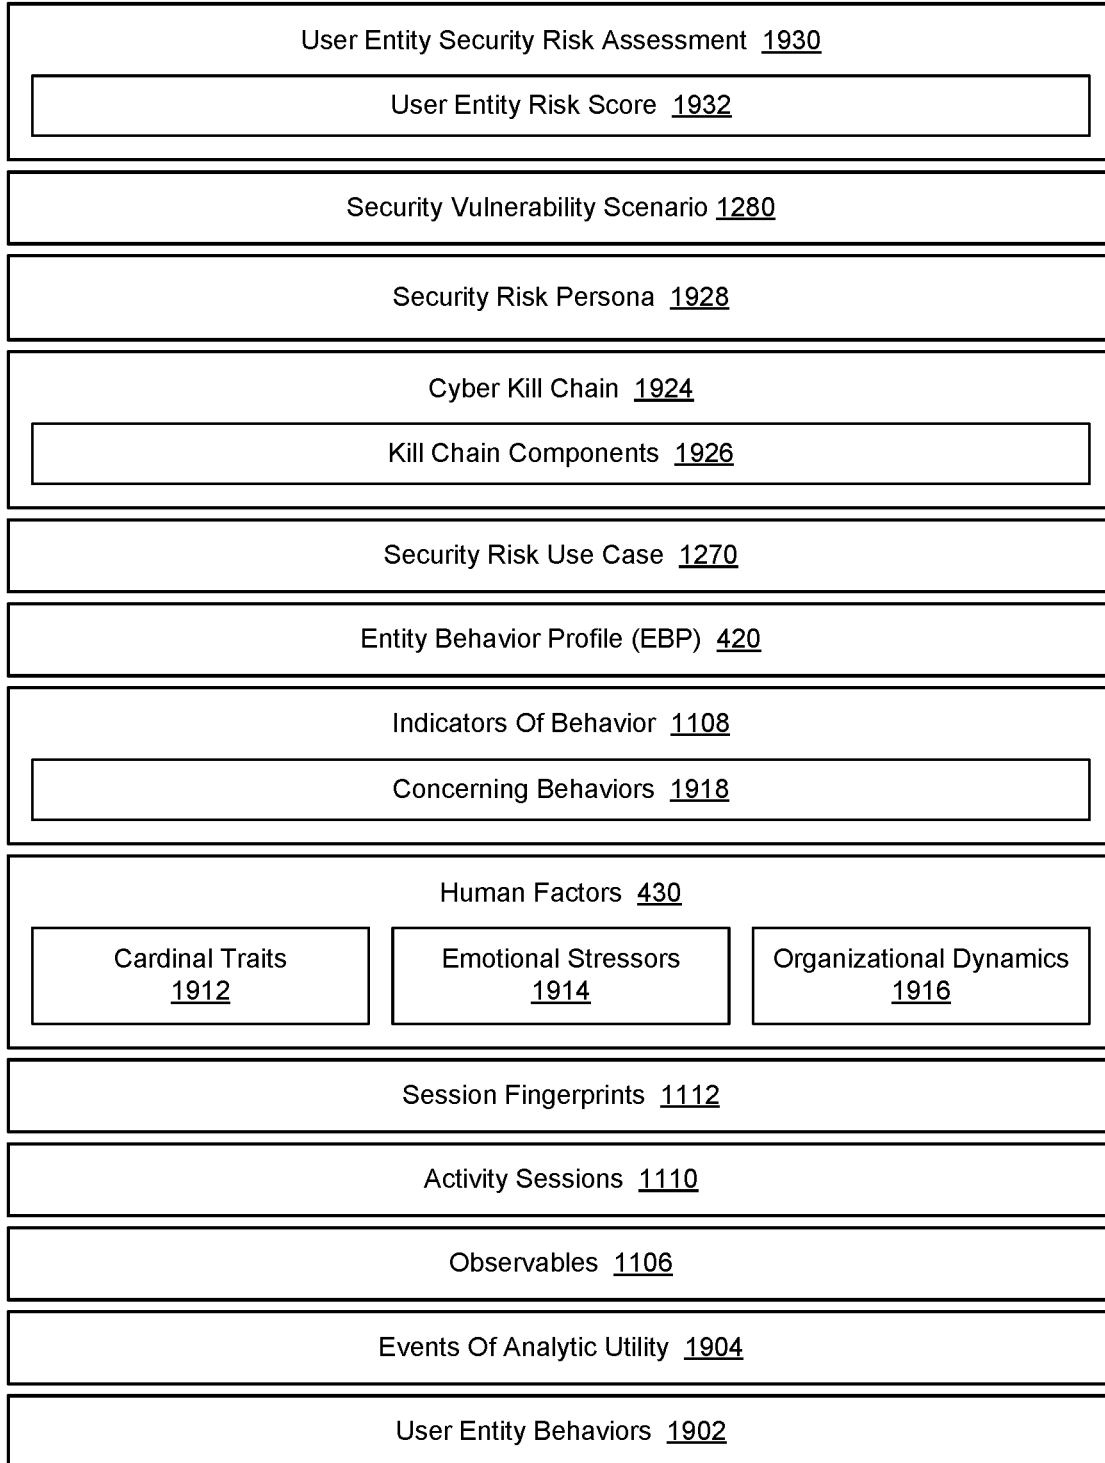 User Entity Security Risk Assessment 1930
User Entity Risk Score 1932
Security Vulnerability Scenario 1280
Security Risk Persona 1928
Cyber Kill Chain 1924
Kill Chain Components 1926
Security Risk Use Case 1270
Entity Behavior Profile (EBP) 420
Indicators Of Behavior 1108
Concerning Behaviors 1918
Human Factors 430
Cardinal Traits
1912
Emotional Stressors
1914
Organizational Dynamics
1916
Session Fingerprints 1112
Activity Sessions 1110
Observables 1106
Events Of Analytic Utility 1904
User Entity Behaviors 1902